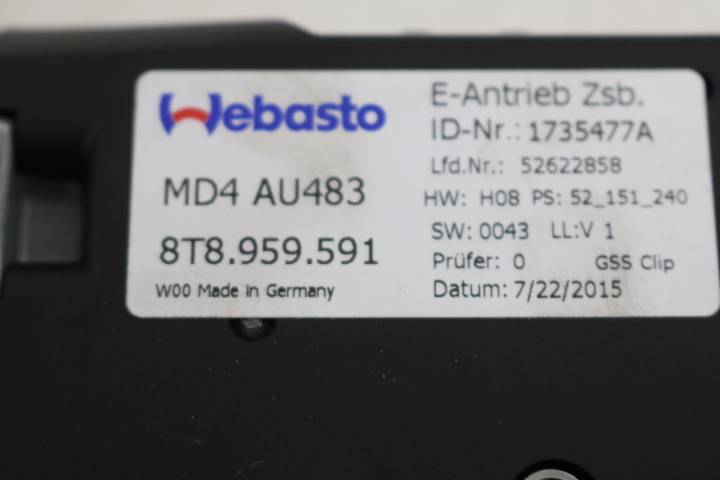 Webasto
MD4 AU483
8T8.959.591
W00 Made in Germany
E-Antrieb Zsb.
ID-Nr.: 1735477A
Lfd.Nr.: 52622858
HW: H08 PS: 52_151_240
SW: 0043 LL:V 1
Prüfer: 0 GSS Clip
Datum: 7/22/2015